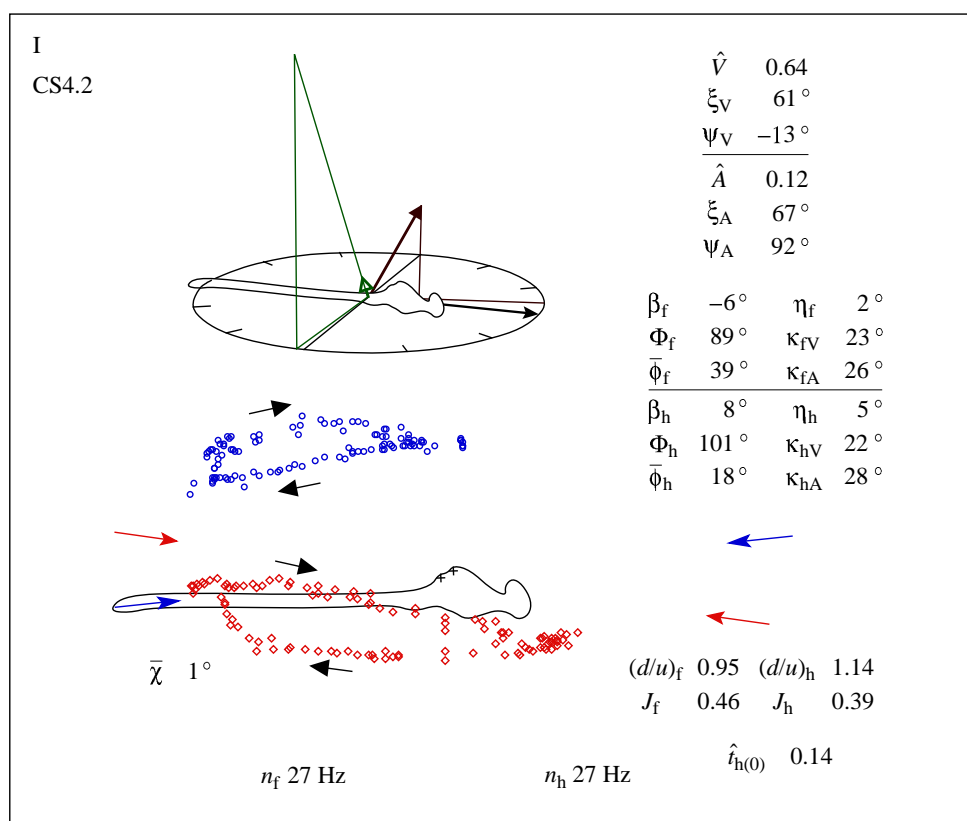 I
CS4.2
V̂ 0.64
ξV 61°
ψV −13°
Â 0.12
ξA 67°
ψA 92°
βf −6° ηf 2°
Φf 89° κfV 23°
ϕ̅f 39° κfA 26°
βh 8° ηh 5°
Φh 101° κhV 22°
ϕ̅h 18° κhA 28°
χ̅ 1°
(d/u)f 0.95 (d/u)h 1.14
Jf 0.46 Jh 0.39
t̂h(0) 0.14
nf 27 Hz nh 27 Hz